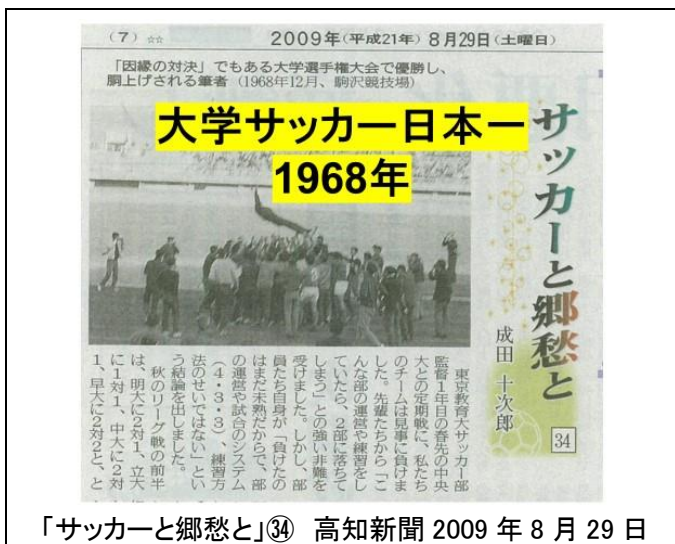 (7) ☆☆ 2009年(平成21年)8月29日(土曜日)
「因縁の対決」でもある大学選手権大会で優勝し、
胴上げされる筆者(1968年12月、駒沢競技場)
大学サッカー日本一
1968年
サッカーと郷愁と
成田 十次郎
34
東京教育大サッカー部
監督1年目の春先の中央
大との定期戦に、私たち
のチームは見事に負けま
した。先輩たちから「こ
んな部の運営や練習をし
ていたら、2部に落ちて
しまう」との強い非難を
受けました。しかし、部
員たち自身が「負けたの
はまだ未熟だからで、部
の運営や試合のシステム
(4・3・3)、練習方
法のせいではない」とい
う結論を出しました。
秋のリーグ戦の前半
は、明大に2対1、立大
に1対1、中大に2対
1、早大に2対2と、と
「サッカーと郷愁と」㉞ 高知新聞 2009 年 8 月 29 日